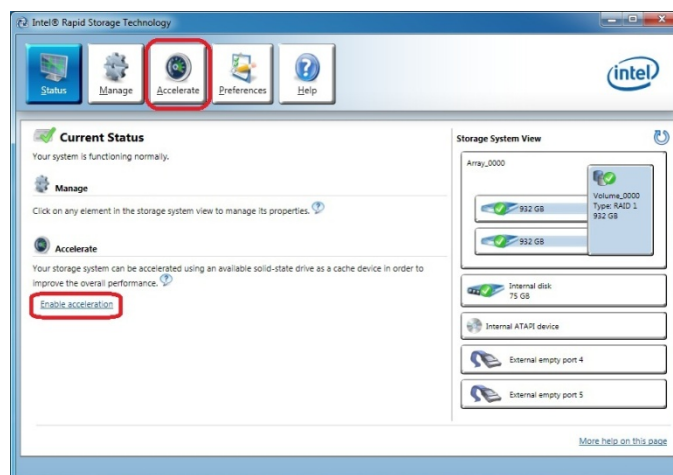 Intel® Rapid Storage Technology
Status
Manage
Accelerate
Preferences
Help
intel
Current Status
Your system is functioning normally.
Manage
Click on any element in the storage system view to manage its properties.
Accelerate
Your storage system can be accelerated using an available solid-state drive as a cache device in order to
improve the overall performance.
Enable acceleration
Storage System View
Array_0000
932 GB
932 GB
Volume_0000
Type: RAID 1
932 GB
Internal disk
75 GB
Internal ATAPI device
External empty port 4
External empty port 5
More help on this page